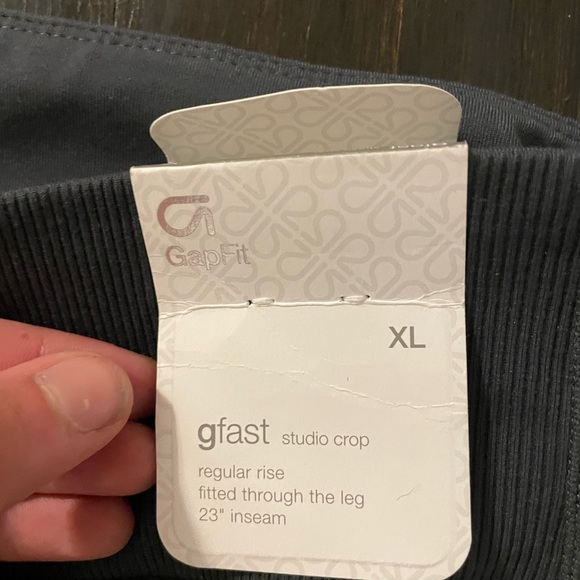 GapFit
XL
gfast studio crop
regular rise
fitted through the leg
23" inseam